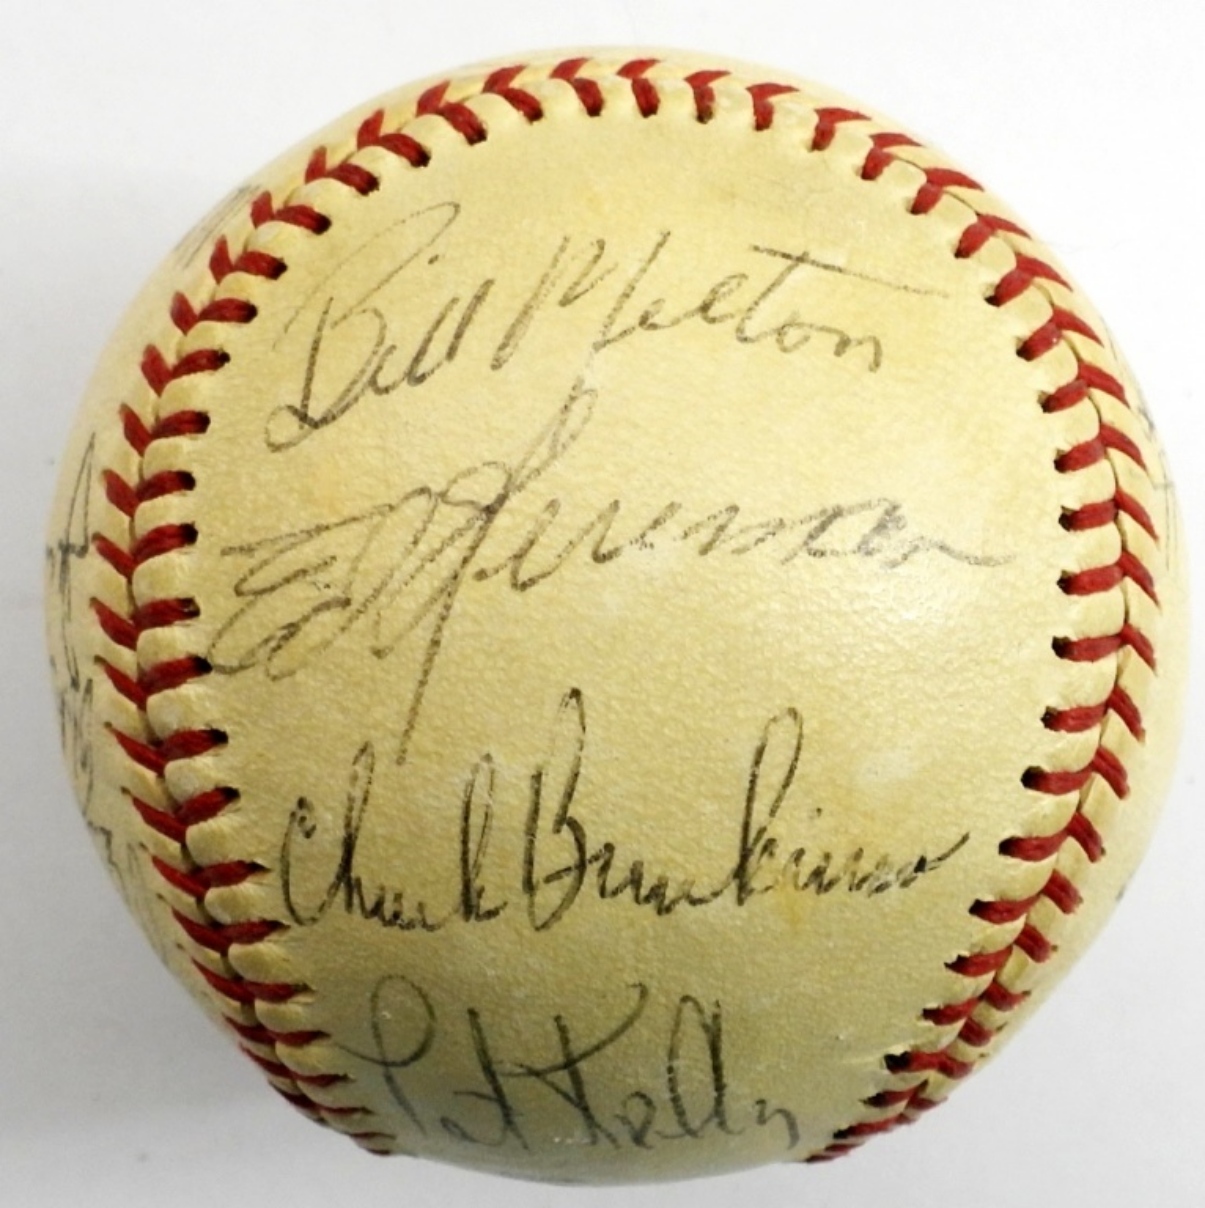 Bill Melton
Ed Herrmann
Chuck Brinkman
Pat Kelly